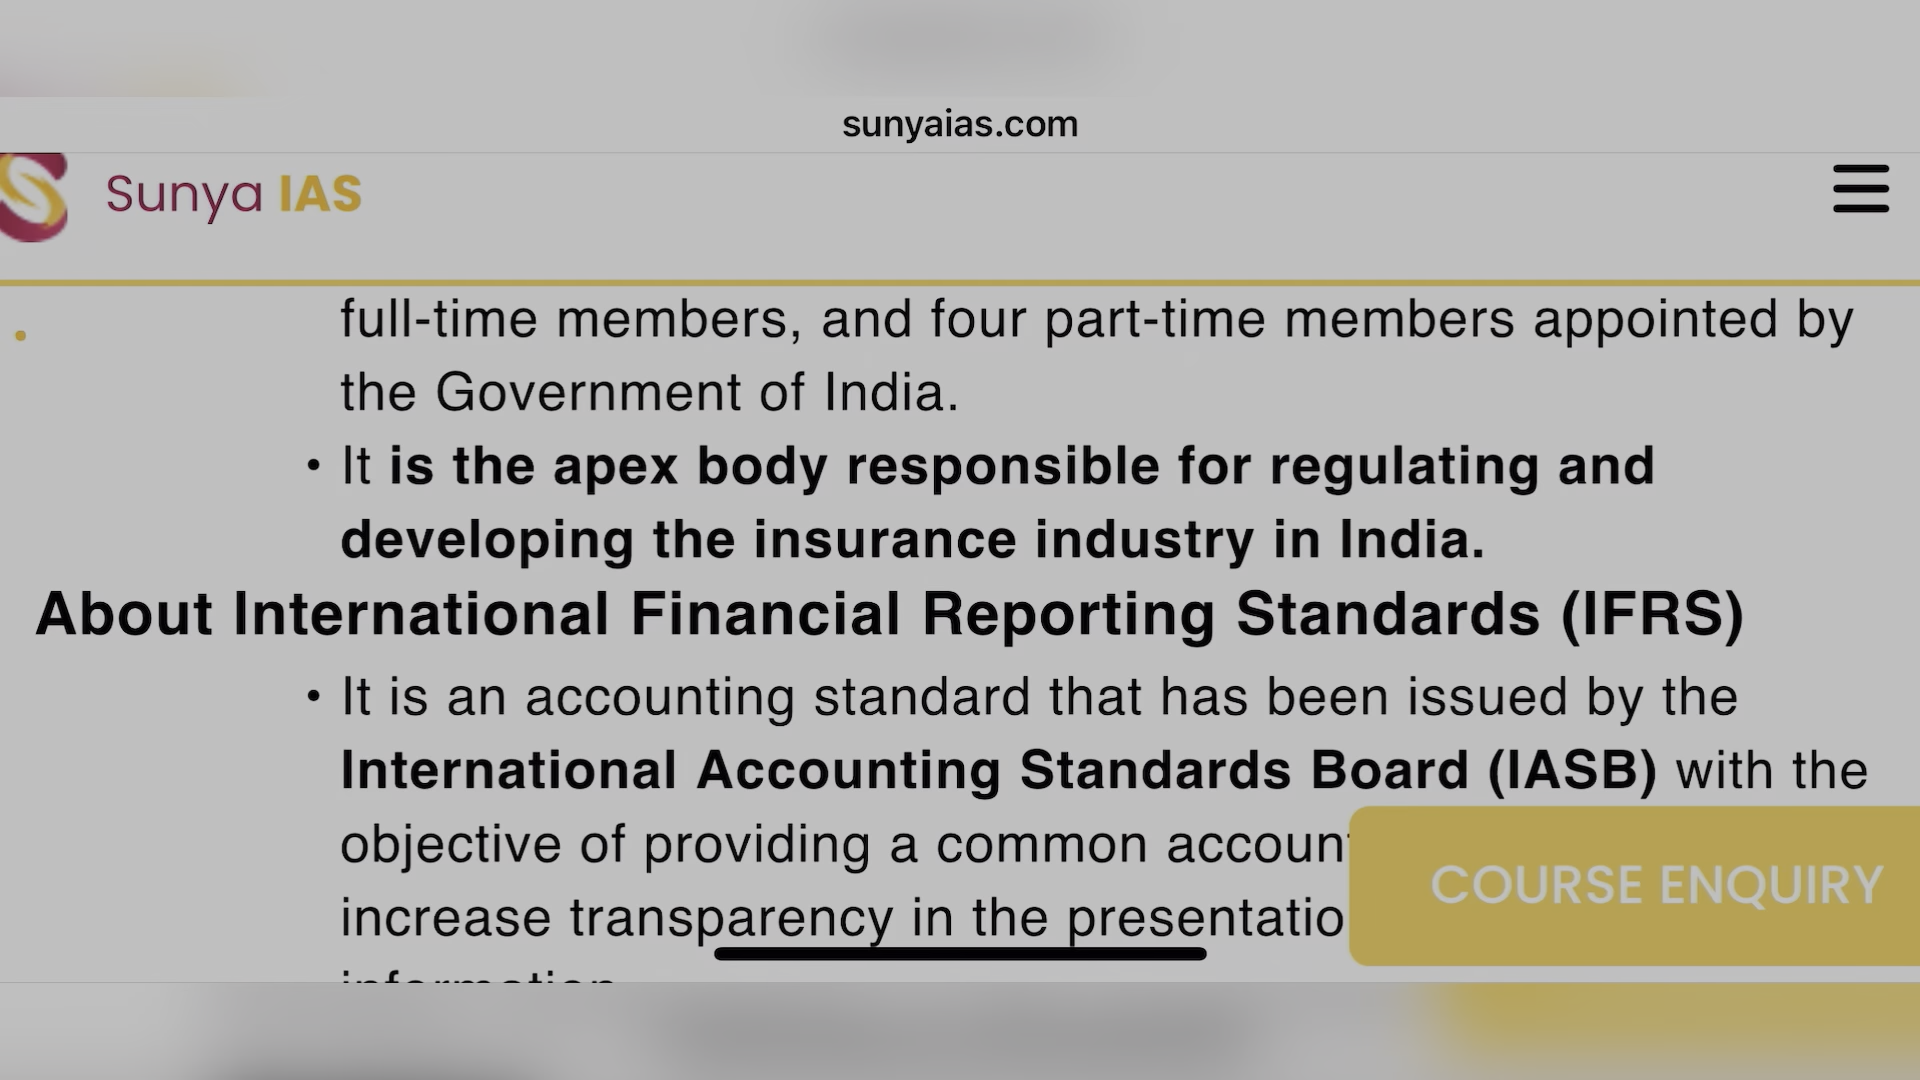 sunyaias.com
Sunya IAS
full-time members, and four part-time members appointed by
the Government of India.
• It is the apex body responsible for regulating and
developing the insurance industry in India.
About International Financial Reporting Standards (IFRS)
• It is an accounting standard that has been issued by the
International Accounting Standards Board (IASB) with the
objective of providing a common
increase transparency in the
COURSE ENQUIRY